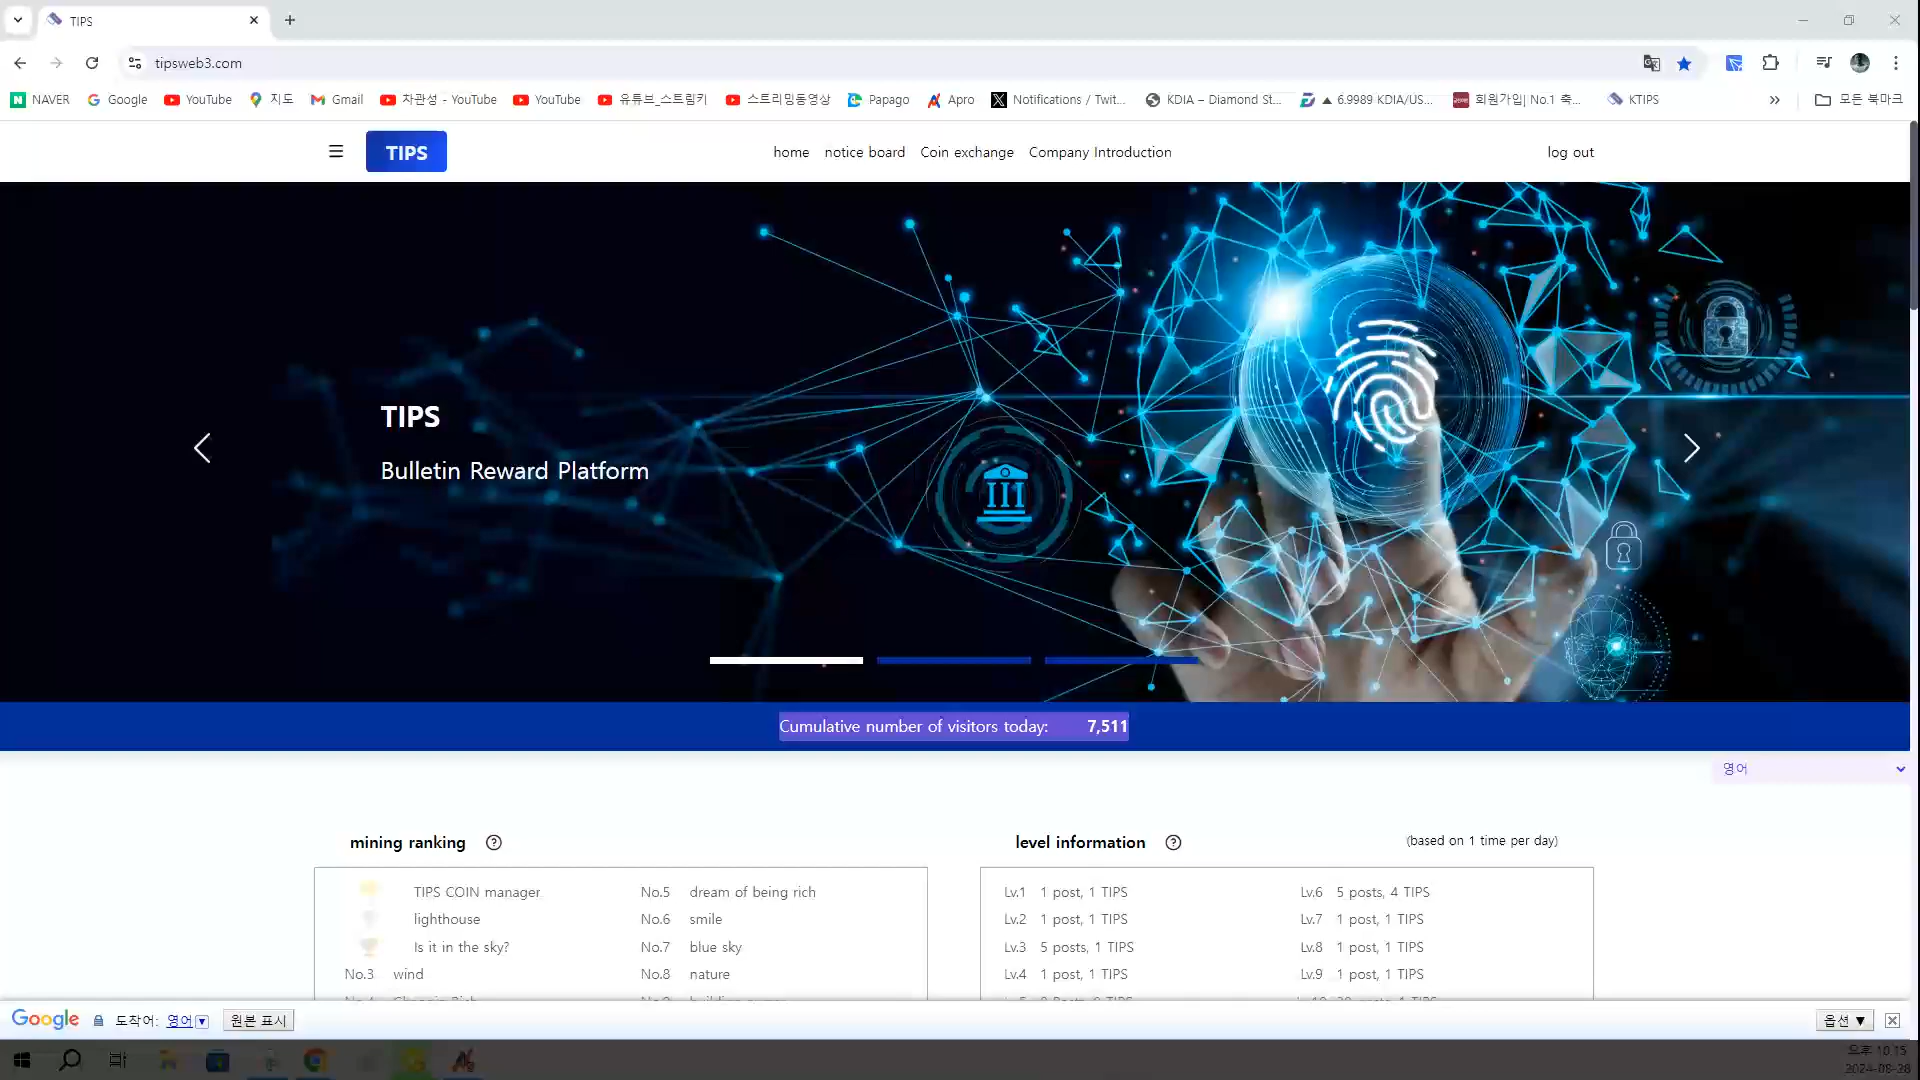 TIPS
tipsweb3.com
NAVER
Google
YouTube
지도
Gmail
차관성 - YouTube
YouTube
유튜브_스트림키
스트리밍동영상
Papago
Apro
Notifications / Twit...
KDIA – Diamond St...
▲ 6.9989 KDIA/US...
회원가입| No.1 축...
KTIPS
모든 북마크
TIPS
home
notice board
Coin exchange
Company Introduction
log out
TIPS
Bulletin Reward Platform
Cumulative number of visitors today: 7,511
영어
mining ranking
TIPS COIN manager
lighthouse
Is it in the sky?
No.3 wind
No.5 dream of being rich
No.6 smile
No.7 blue sky
No.8 nature
level information
(based on 1 time per day)
Lv.1 1 post, 1 TIPS
Lv.2 1 post, 1 TIPS
Lv.3 5 posts, 1 TIPS
Lv.4 1 post, 1 TIPS
Lv.6 5 posts, 4 TIPS
Lv.7 1 post, 1 TIPS
Lv.8 1 post, 1 TIPS
Lv.9 1 post, 1 TIPS
Google
도착어: 영어▼
원본 표시
옵션 ▼
오후 10:15
2024-08-28